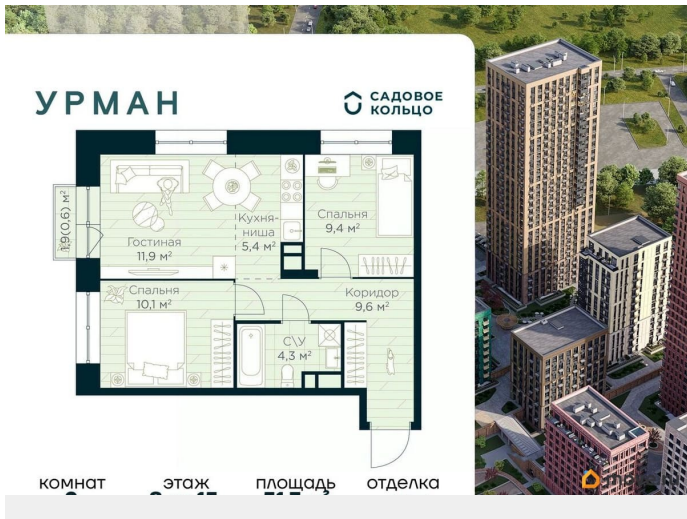 УРМАН
САДОВОЕ
КОЛЬЦО
1,9(0,6) м²
Гостиная
11,9 м²
Кухня-
ниша
5,4 м²
Спальня
9,4 м²
Спальня
10,1 м²
Коридор
9,6 м²
С\У
4,3 м²
комнат этаж площадь отделка